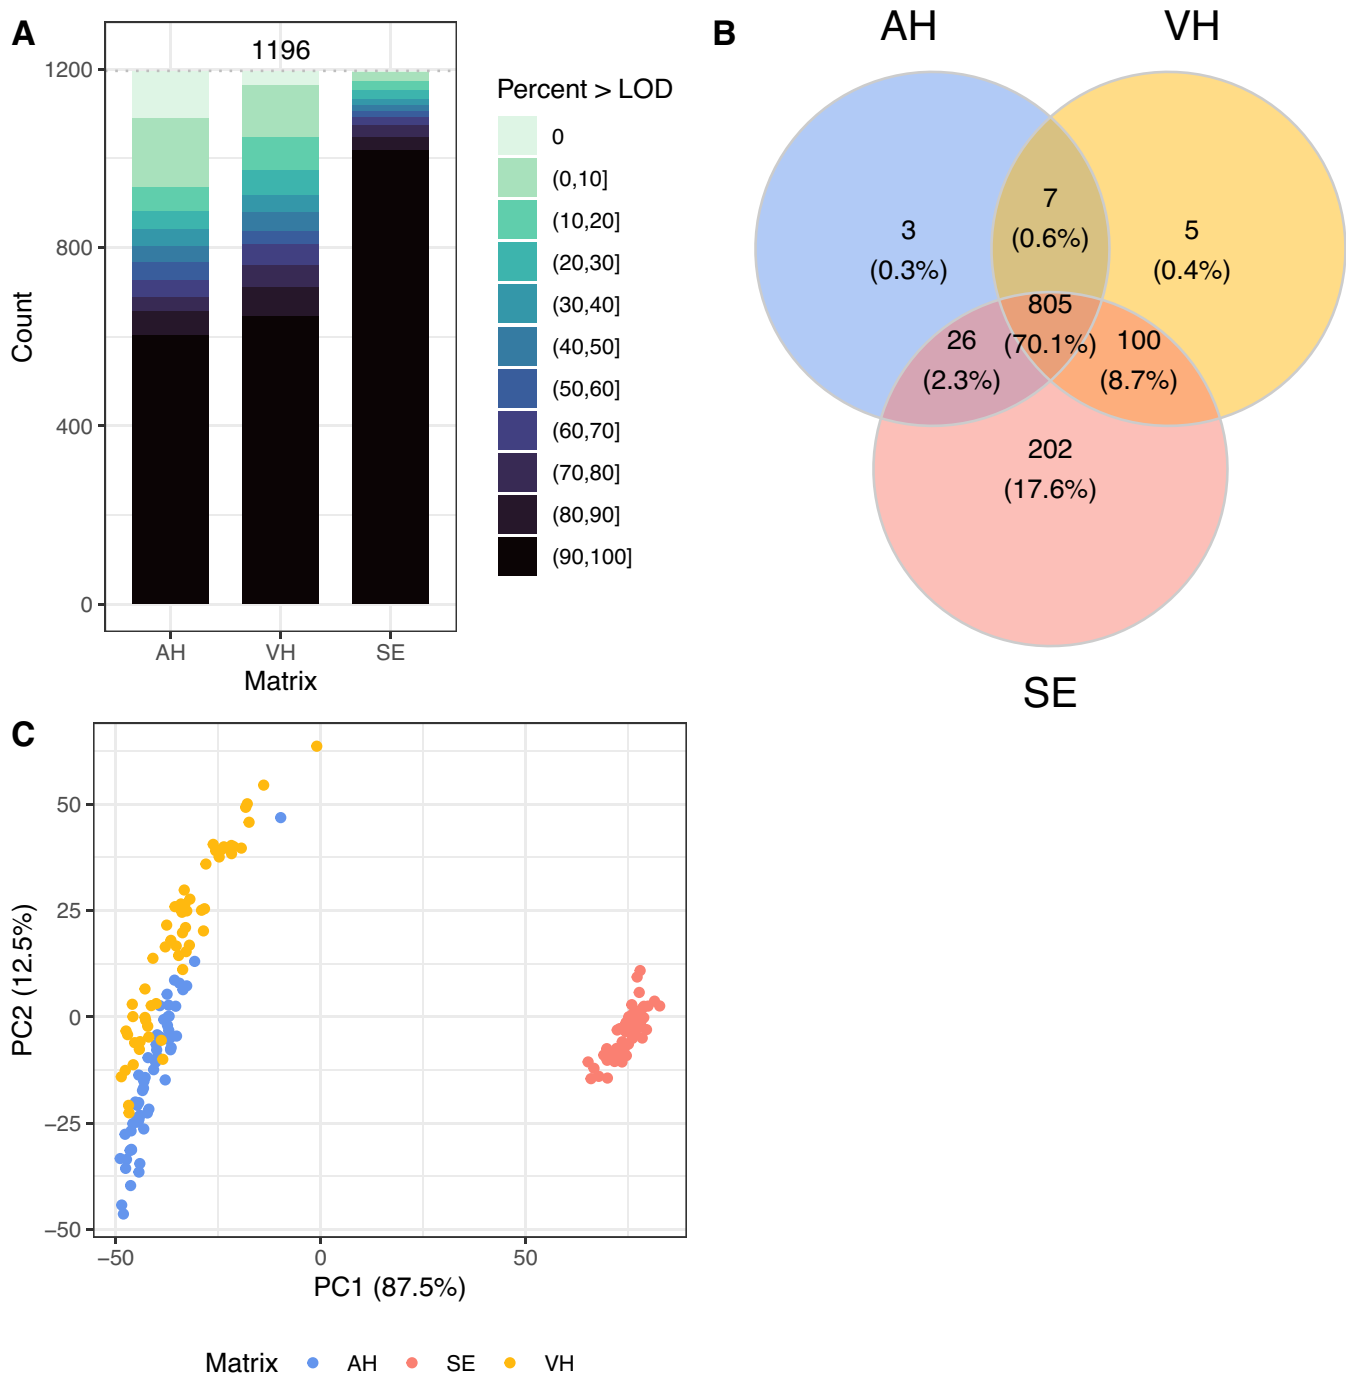 A
1196
1200
800
400
0
Count
AH VH SE
Matrix
Percent > LOD
0
(0,10]
(10,20]
(20,30]
(30,40]
(40,50]
(50,60]
(60,70]
(70,80]
(80,90]
(90,100]
B
AH VH
7
(0.6%)
3
(0.3%)
5
(0.4%)
805
(70.1%)
26
(2.3%)
100
(8.7%)
202
(17.6%)
SE
C
50
25
0
−25
−50
PC2 (12.5%)
−50 0 50
PC1 (87.5%)
Matrix AH SE VH